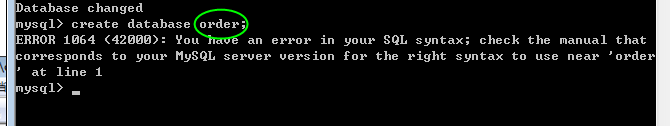 Database changed
mysql> create database order;
ERROR 1064 (42000): You have an error in your SQL syntax; check the manual that
corresponds to your MySQL server version for the right syntax to use near 'order
' at line 1
mysql> _